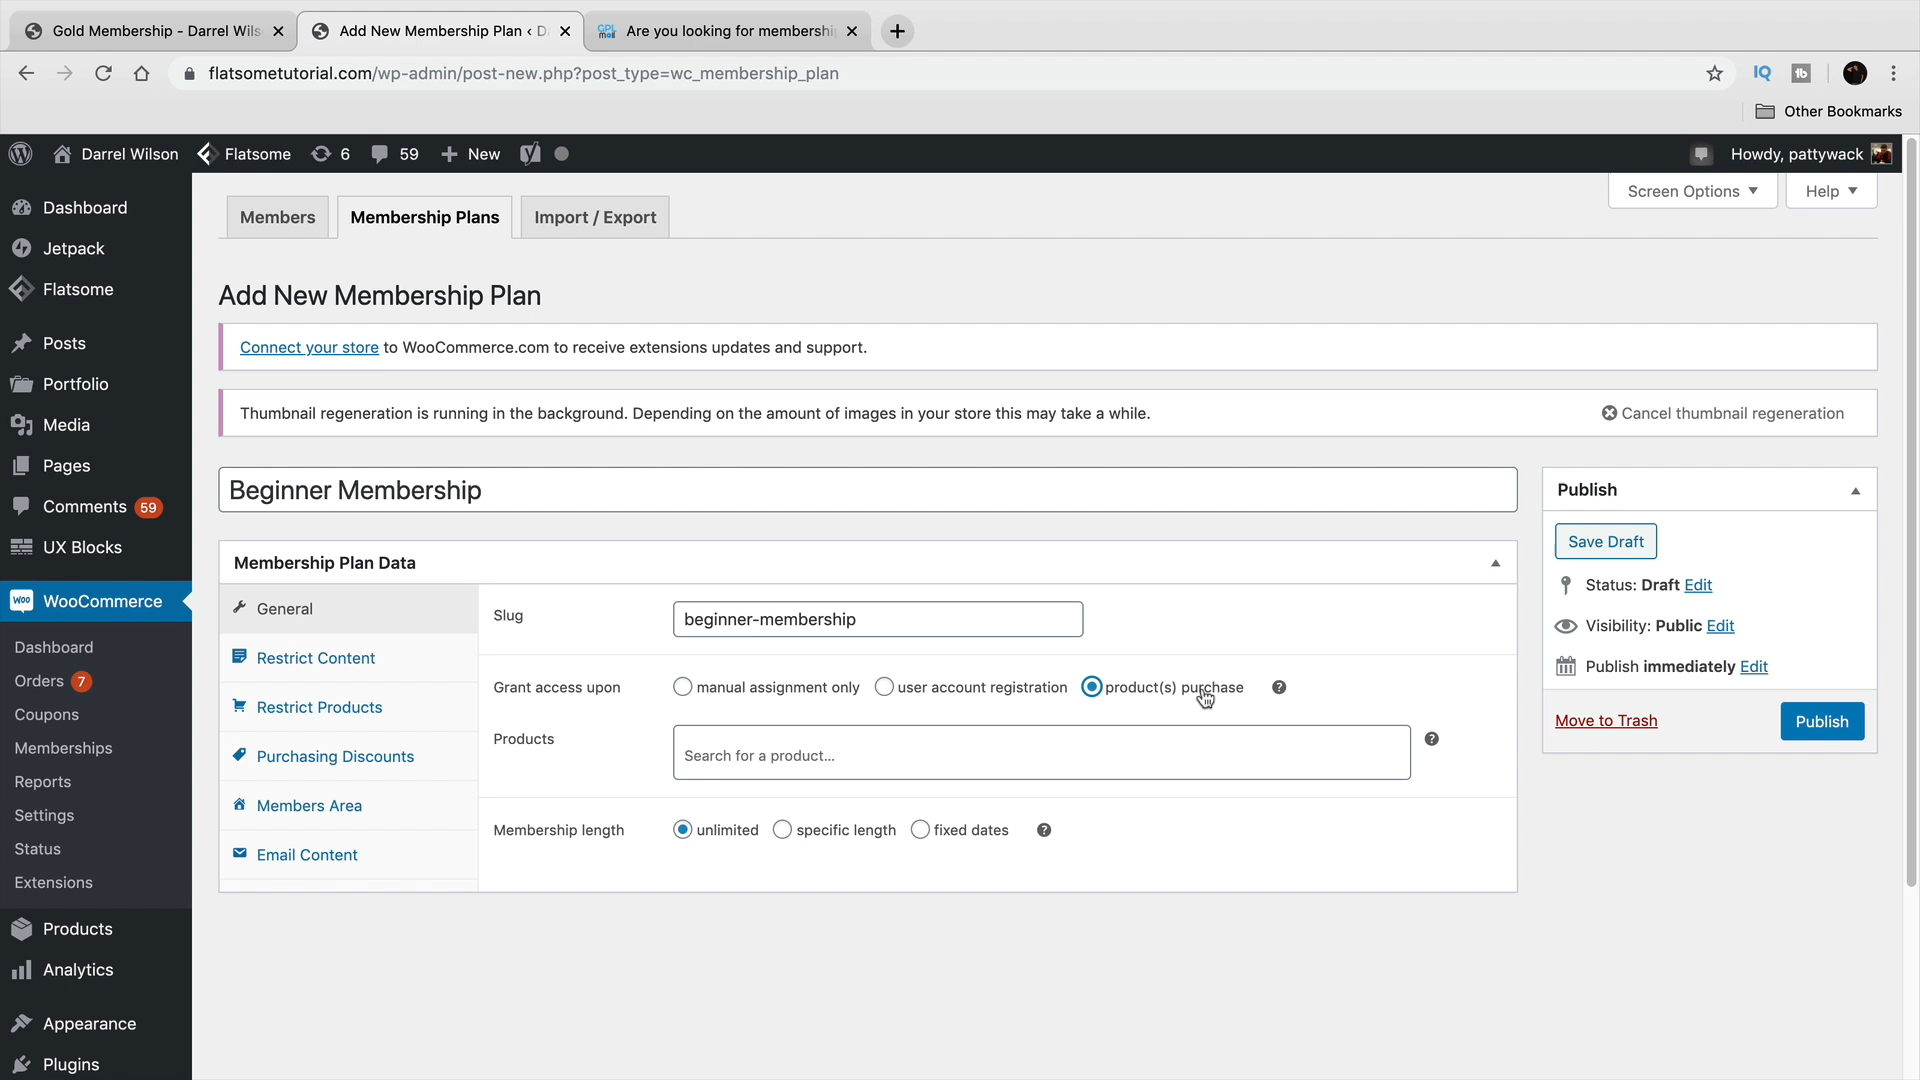 Gold Membership - Darrel Wils
Add New Membership Plan ‹ D
GPL mall
Are you looking for membershi
flatsometutorial.com/wp-admin/post-new.php?post_type=wc_membership_plan
IQ
tb
Other Bookmarks
Darrel Wilson
Flatsome
6
59
New
Howdy, pattywack
Screen Options
Help
Dashboard
Jetpack
Flatsome
Posts
Portfolio
Media
Pages
Comments 59
UX Blocks
WooCommerce
Dashboard
Orders 7
Coupons
Memberships
Reports
Settings
Status
Extensions
Products
Analytics
Appearance
Plugins
Members
Membership Plans
Import / Export
Add New Membership Plan
Connect your store to WooCommerce.com to receive extensions updates and support.
Thumbnail regeneration is running in the background. Depending on the amount of images in your store this may take a while.
Cancel thumbnail regeneration
Beginner Membership
Membership Plan Data
General
Restrict Content
Restrict Products
Purchasing Discounts
Members Area
Email Content
Slug
beginner-membership
Grant access upon
manual assignment only
user account registration
product(s) purchase
Products
Search for a product...
Membership length
unlimited
specific length
fixed dates
Publish
Save Draft
Status: Draft Edit
Visibility: Public Edit
Publish immediately Edit
Move to Trash
Publish